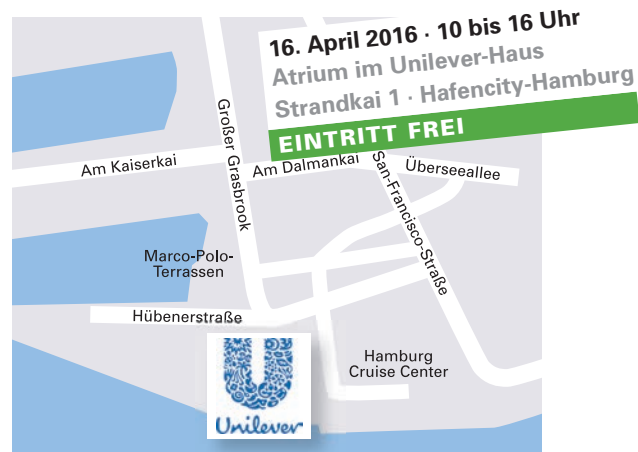 16. April 2016 · 10 bis 16 Uhr
Atrium im Unilever-Haus
Strandkai 1 · Hafencity-Hamburg
EINTRITT FREI
Großer Grasbrook
Am Kaiserkai
Am Dalmankai
San-Francisco-Straße
Überseeallee
Marco-Polo-
Terrassen
Hübenerstraße
Hamburg
Cruise Center
Unilever